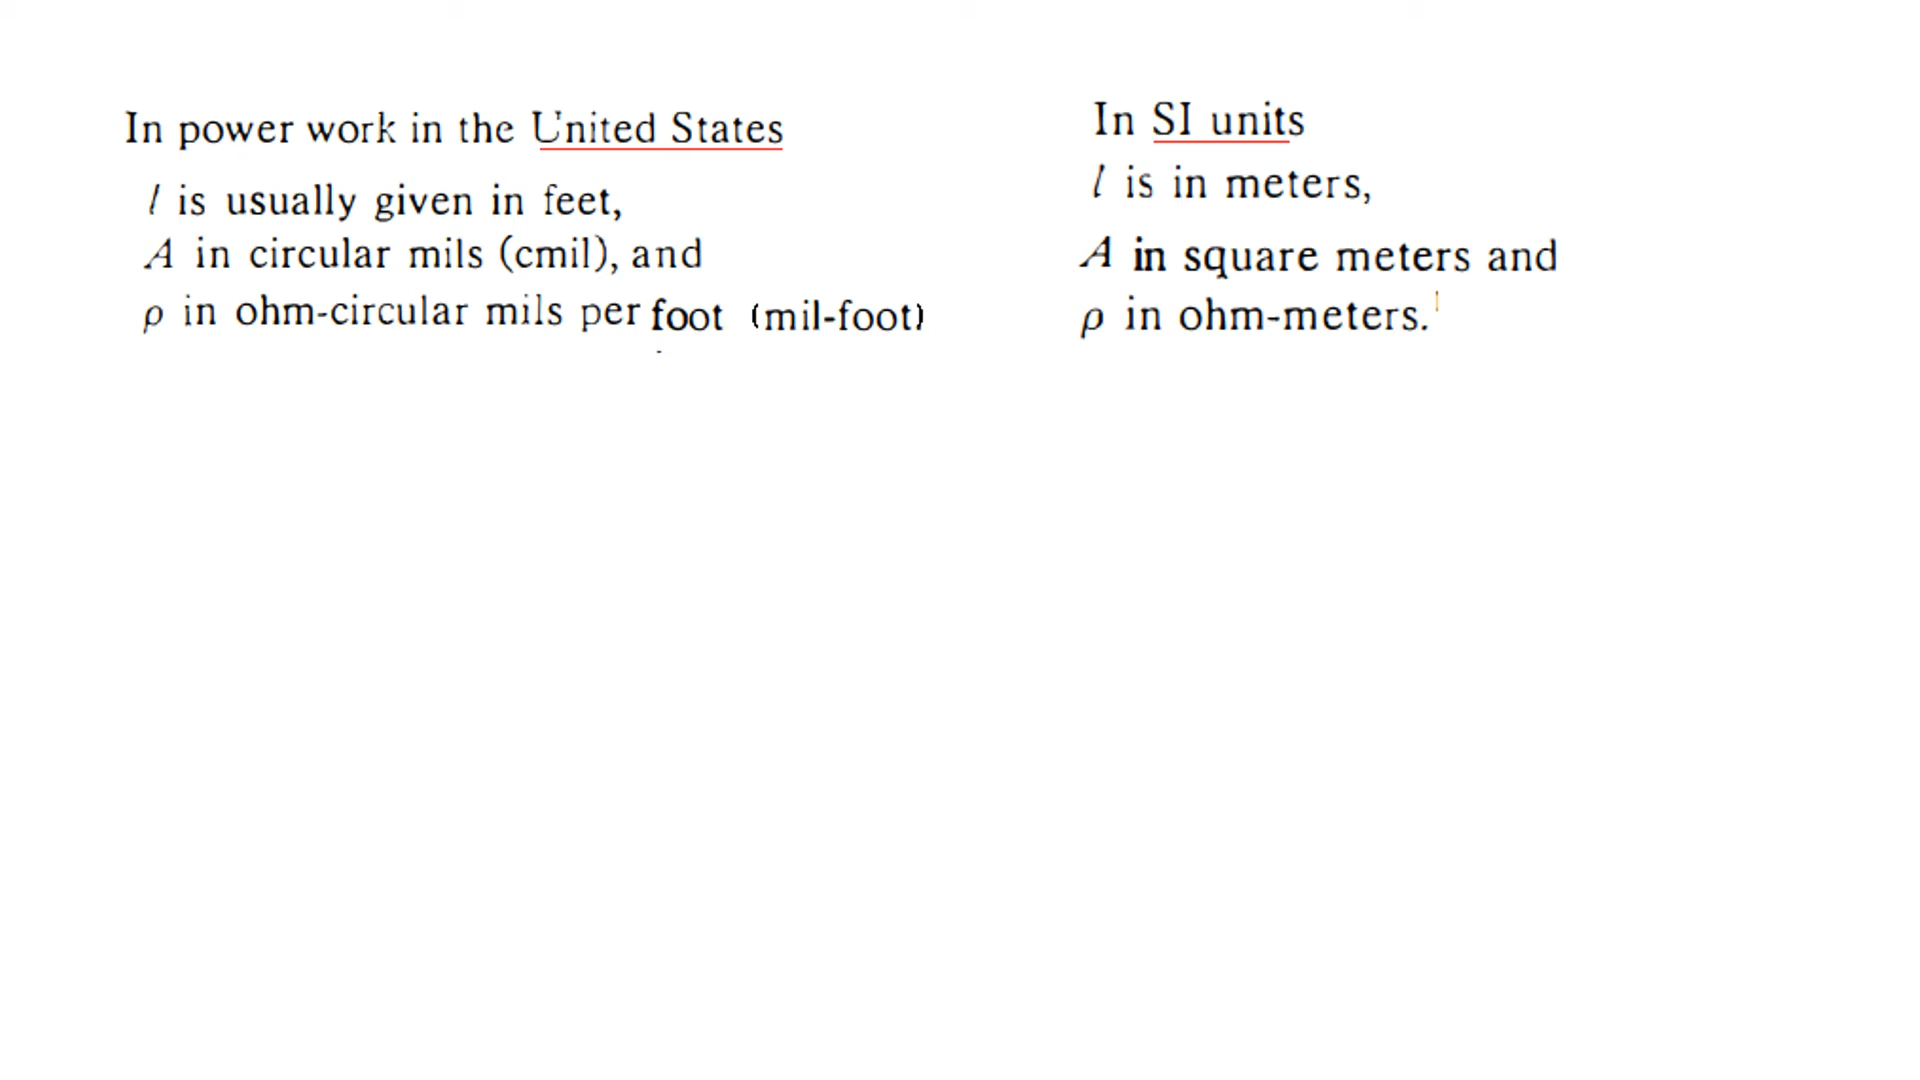 In power work in the United States
l is usually given in feet,
A in circular mils (cmil), and
ρ in ohm-circular mils per foot (mil-foot)
In SI units
l is in meters,
A in square meters and
ρ in ohm-meters.